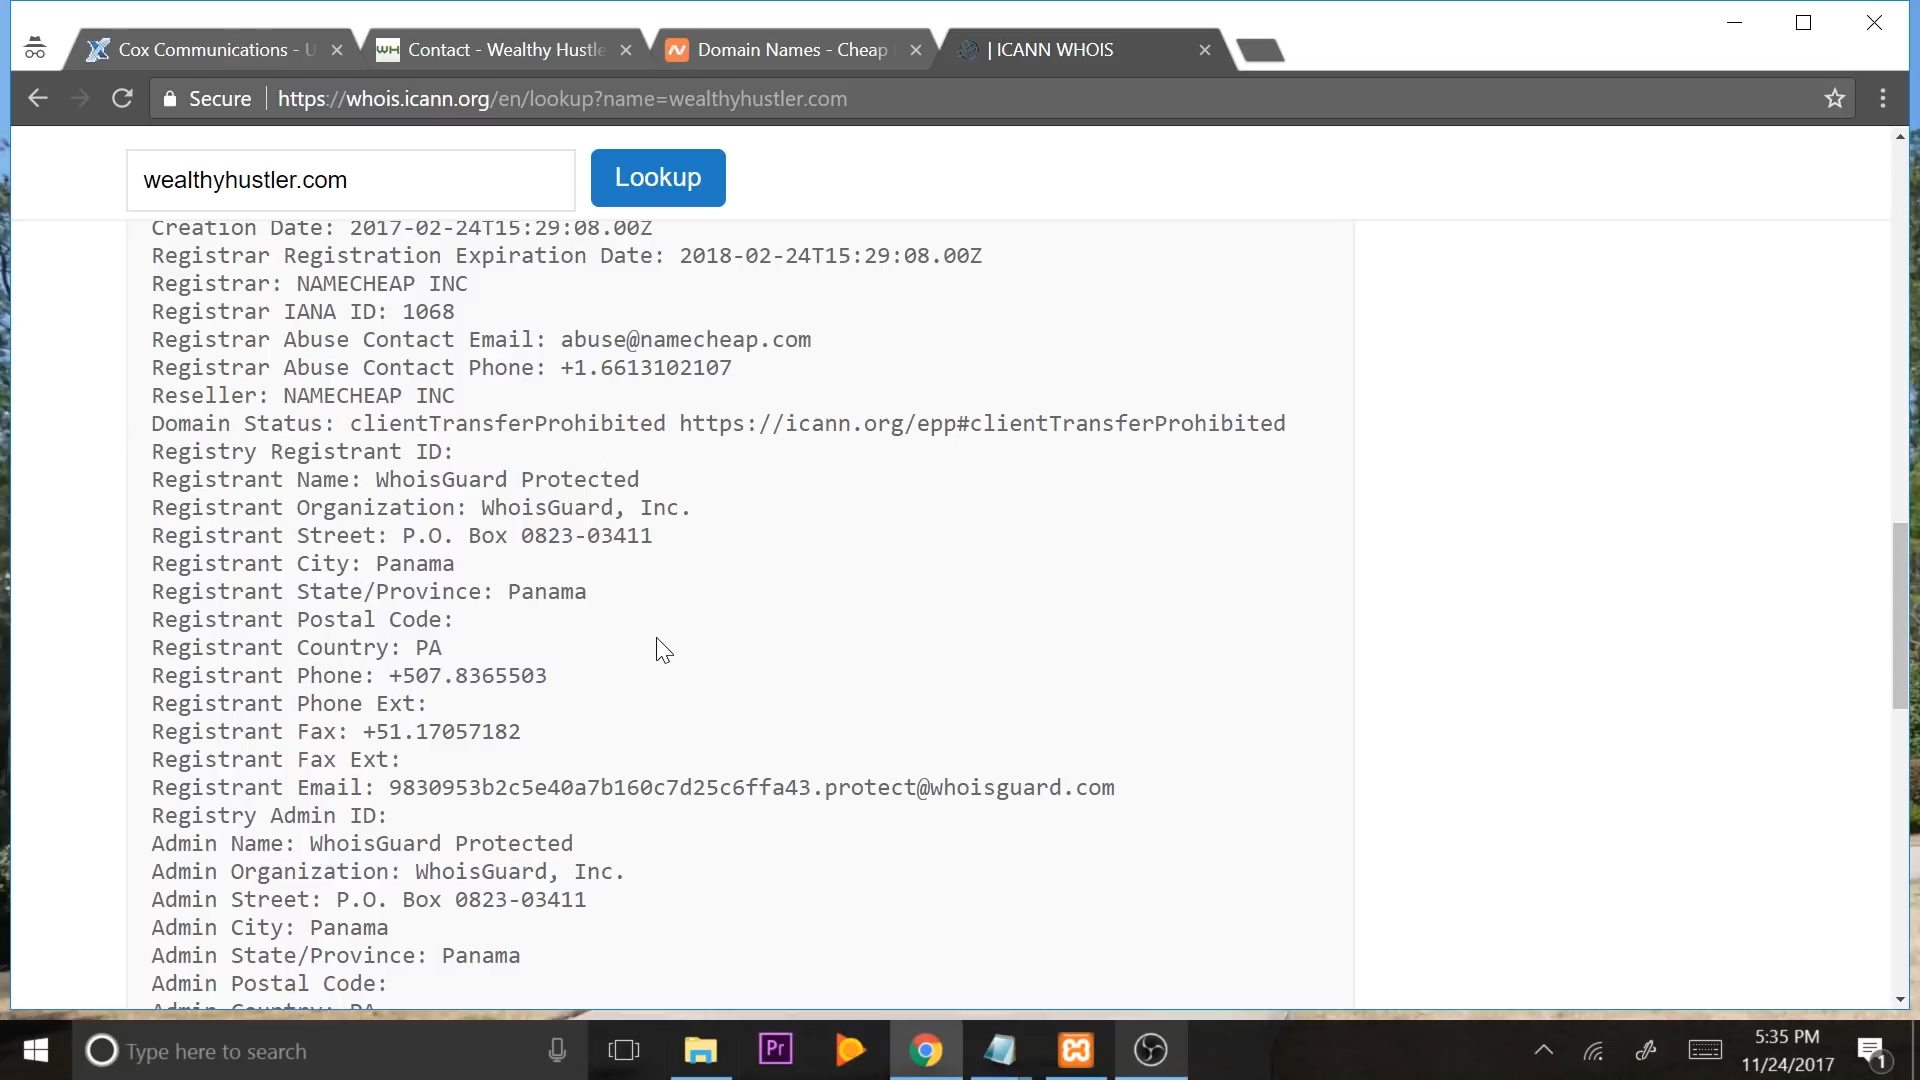 Cox Communications - U
Contact - Wealthy Hustle
Domain Names - Cheap
| ICANN WHOIS
Secure
https://whois.icann.org/en/lookup?name=wealthyhustler.com
wealthyhustler.com
Lookup
Creation Date: 2017-02-24T15:29:08.00Z
Registrar Registration Expiration Date: 2018-02-24T15:29:08.00Z
Registrar: NAMECHEAP INC
Registrar IANA ID: 1068
Registrar Abuse Contact Email: abuse@namecheap.com
Registrar Abuse Contact Phone: +1.6613102107
Reseller: NAMECHEAP INC
Domain Status: clientTransferProhibited https://icann.org/epp#clientTransferProhibited
Registry Registrant ID:
Registrant Name: WhoisGuard Protected
Registrant Organization: WhoisGuard, Inc.
Registrant Street: P.O. Box 0823-03411
Registrant City: Panama
Registrant State/Province: Panama
Registrant Postal Code:
Registrant Country: PA
Registrant Phone: +507.8365503
Registrant Phone Ext:
Registrant Fax: +51.17057182
Registrant Fax Ext:
Registrant Email: 9830953b2c5e40a7b160c7d25c6ffa43.protect@whoisguard.com
Registry Admin ID:
Admin Name: WhoisGuard Protected
Admin Organization: WhoisGuard, Inc.
Admin Street: P.O. Box 0823-03411
Admin City: Panama
Admin State/Province: Panama
Admin Postal Code:
Admin Country: PA
Type here to search
Pr
5:35 PM
11/24/2017
1